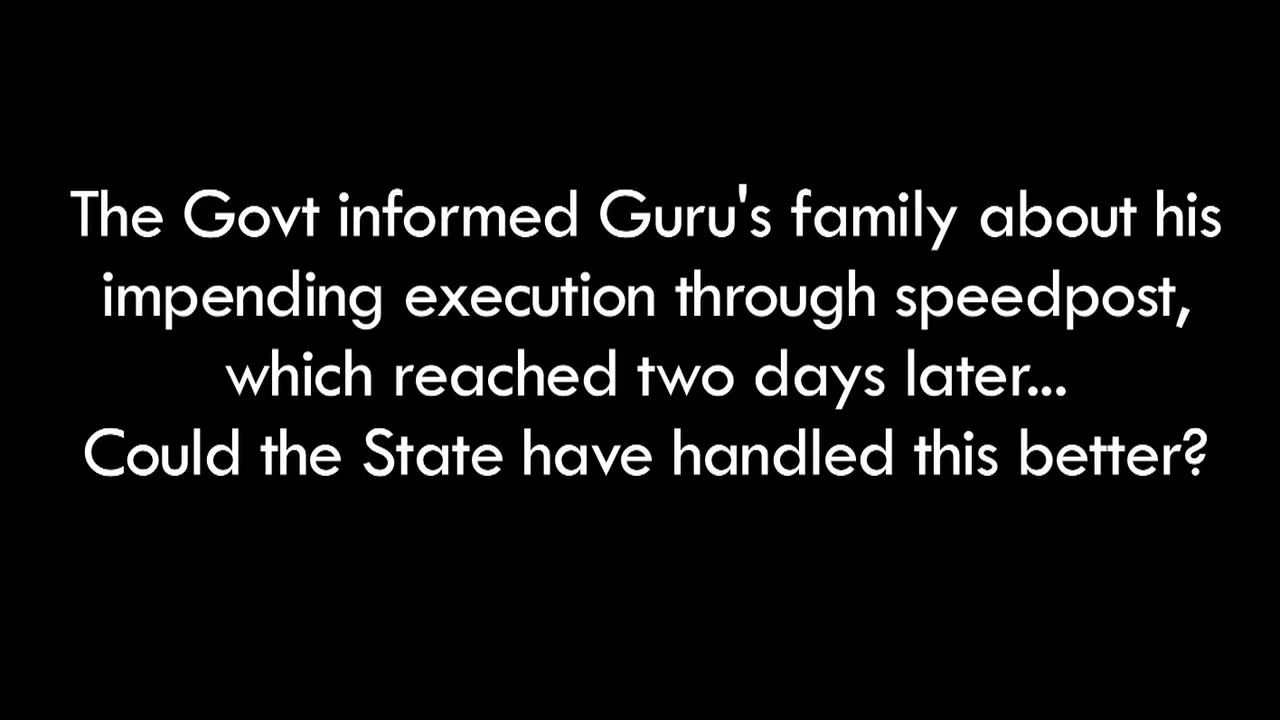 The Govt informed Guru's family about his
impending execution through speedpost,
which reached two days later...
Could the State have handled this better?